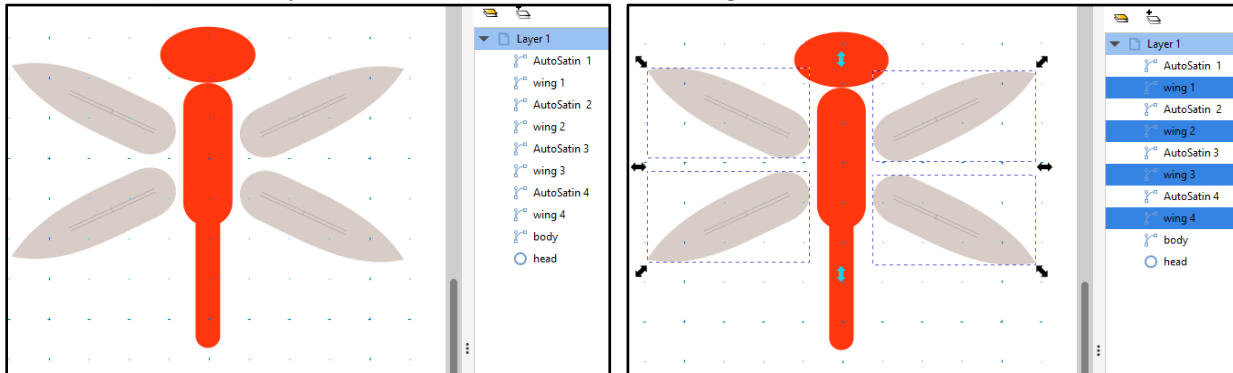 Layer 1
AutoSatin 1
wing 1
AutoSatin 2
wing 2
AutoSatin 3
wing 3
AutoSatin 4
wing 4
body
head
Layer 1
AutoSatin 1
wing 1
AutoSatin 2
wing 2
AutoSatin 3
wing 3
AutoSatin 4
wing 4
body
head